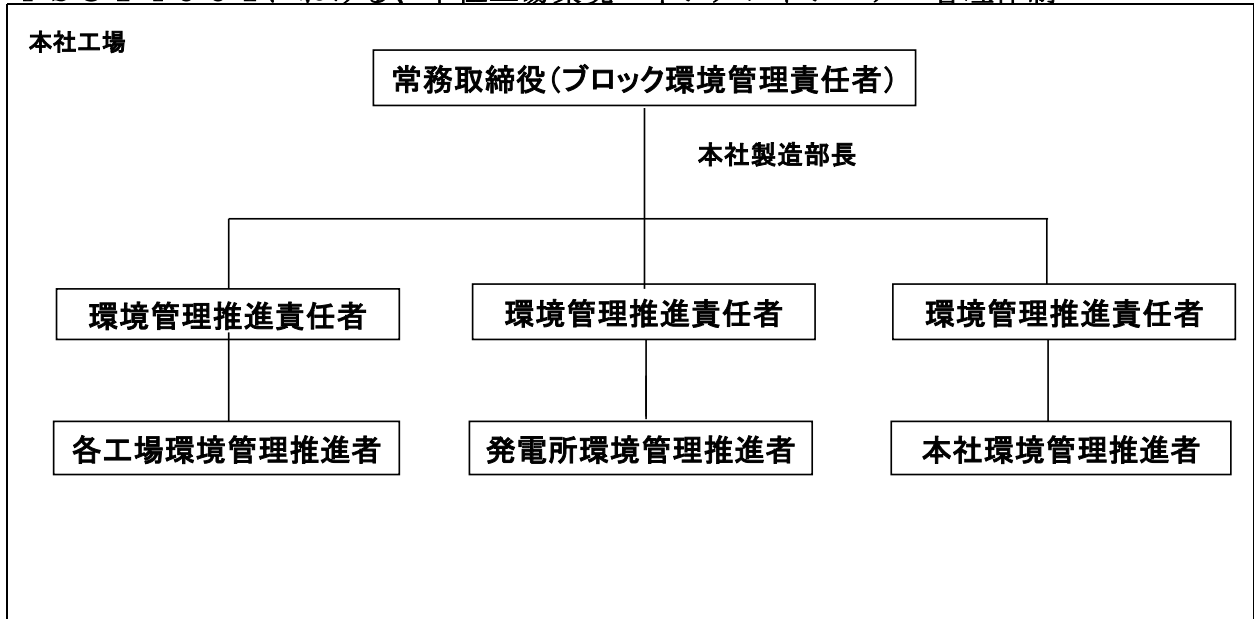 本社工場
常務取締役(ブロック環境管理責任者)
本社製造部長
環境管理推進責任者
環境管理推進責任者
環境管理推進責任者
各工場環境管理推進者
発電所環境管理推進者
本社環境管理推進者